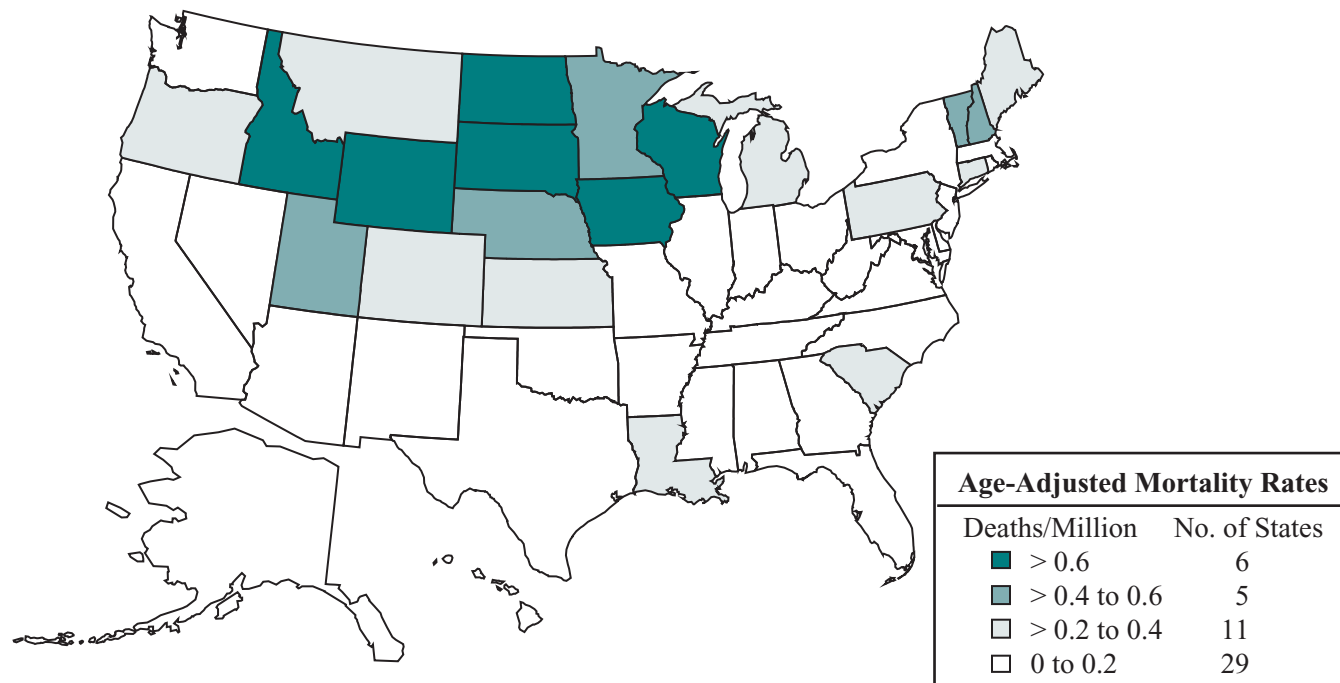 Age-Adjusted Mortality Rates
Deaths/Million No. of States
> 0.6 6
> 0.4 to 0.6 5
> 0.2 to 0.4 11
0 to 0.2 29